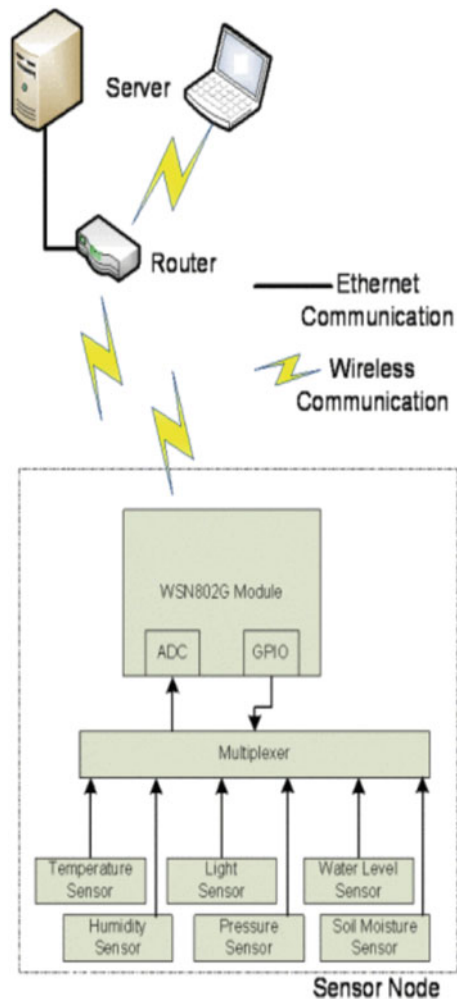 Server
Router
Ethernet
Communication
Wireless
Communication
WSN802G Module
ADC
GPIO
Multiplexer
Temperature
Sensor
Light
Sensor
Water Level
Sensor
Humidity
Sensor
Pressure
Sensor
Soil Moisture
Sensor
Sensor Node